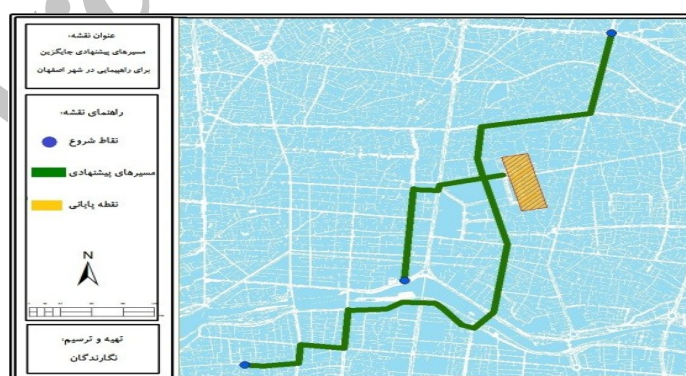 عنوان نقشه:
مسیرهای پیشنهادی جایگزین
برای راهپیمایی در شهر اصفهان
راهنمای نقشه:
نقاط شروع
مسیرهای پیشنهادی
نقطه پایانی
N
تهیه و ترسیم:
نگارندگان